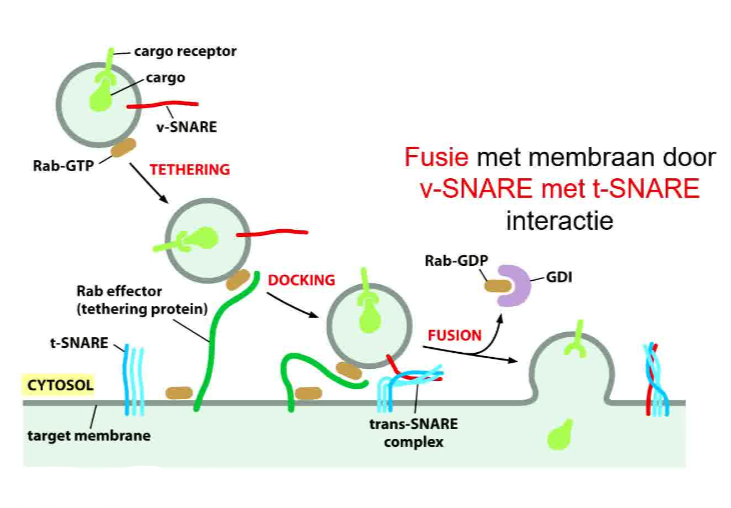 cargo receptor
cargo
v-SNARE
Rab-GTP
TETHERING
Fusie met membraan door
v-SNARE met t-SNARE
interactie
Rab-GDP
GDI
DOCKING
Rab effector
(tethering protein)
t-SNARE
FUSION
CYTOSOL
target membrane
trans-SNARE
complex